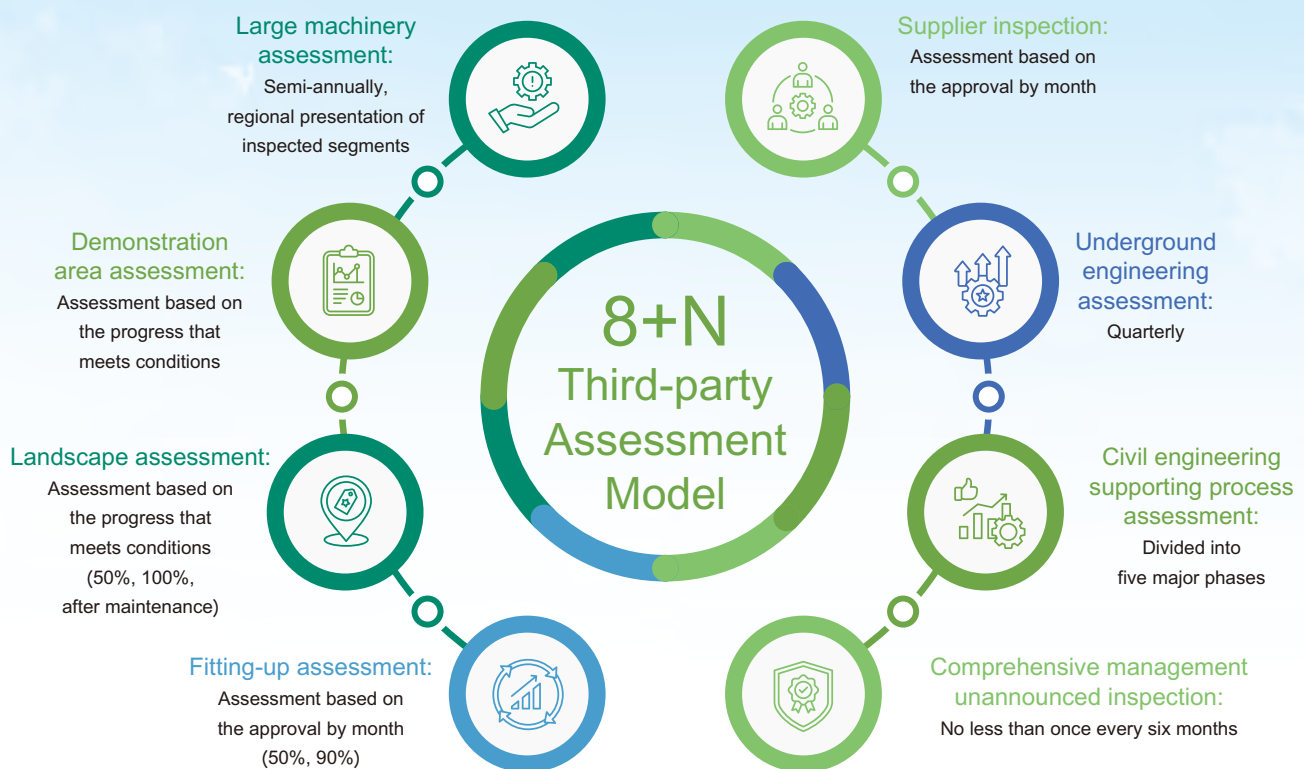 Large machinery
assessment:
Semi-annually,
regional presentation of
inspected segments
Supplier inspection:
Assessment based on
the approval by month
Demonstration
area assessment:
Assessment based on
the progress that
meets conditions
Underground
engineering
assessment:
Quarterly
8+N
Third-party
Assessment
Model
Landscape assessment:
Assessment based on
the progress that
meets conditions
(50%, 100%,
after maintenance)
Civil engineering
supporting process
assessment:
Divided into
five major phases
Fitting-up assessment:
Assessment based on
the approval by month
(50%, 90%)
Comprehensive management
unannounced inspection:
No less than once every six months